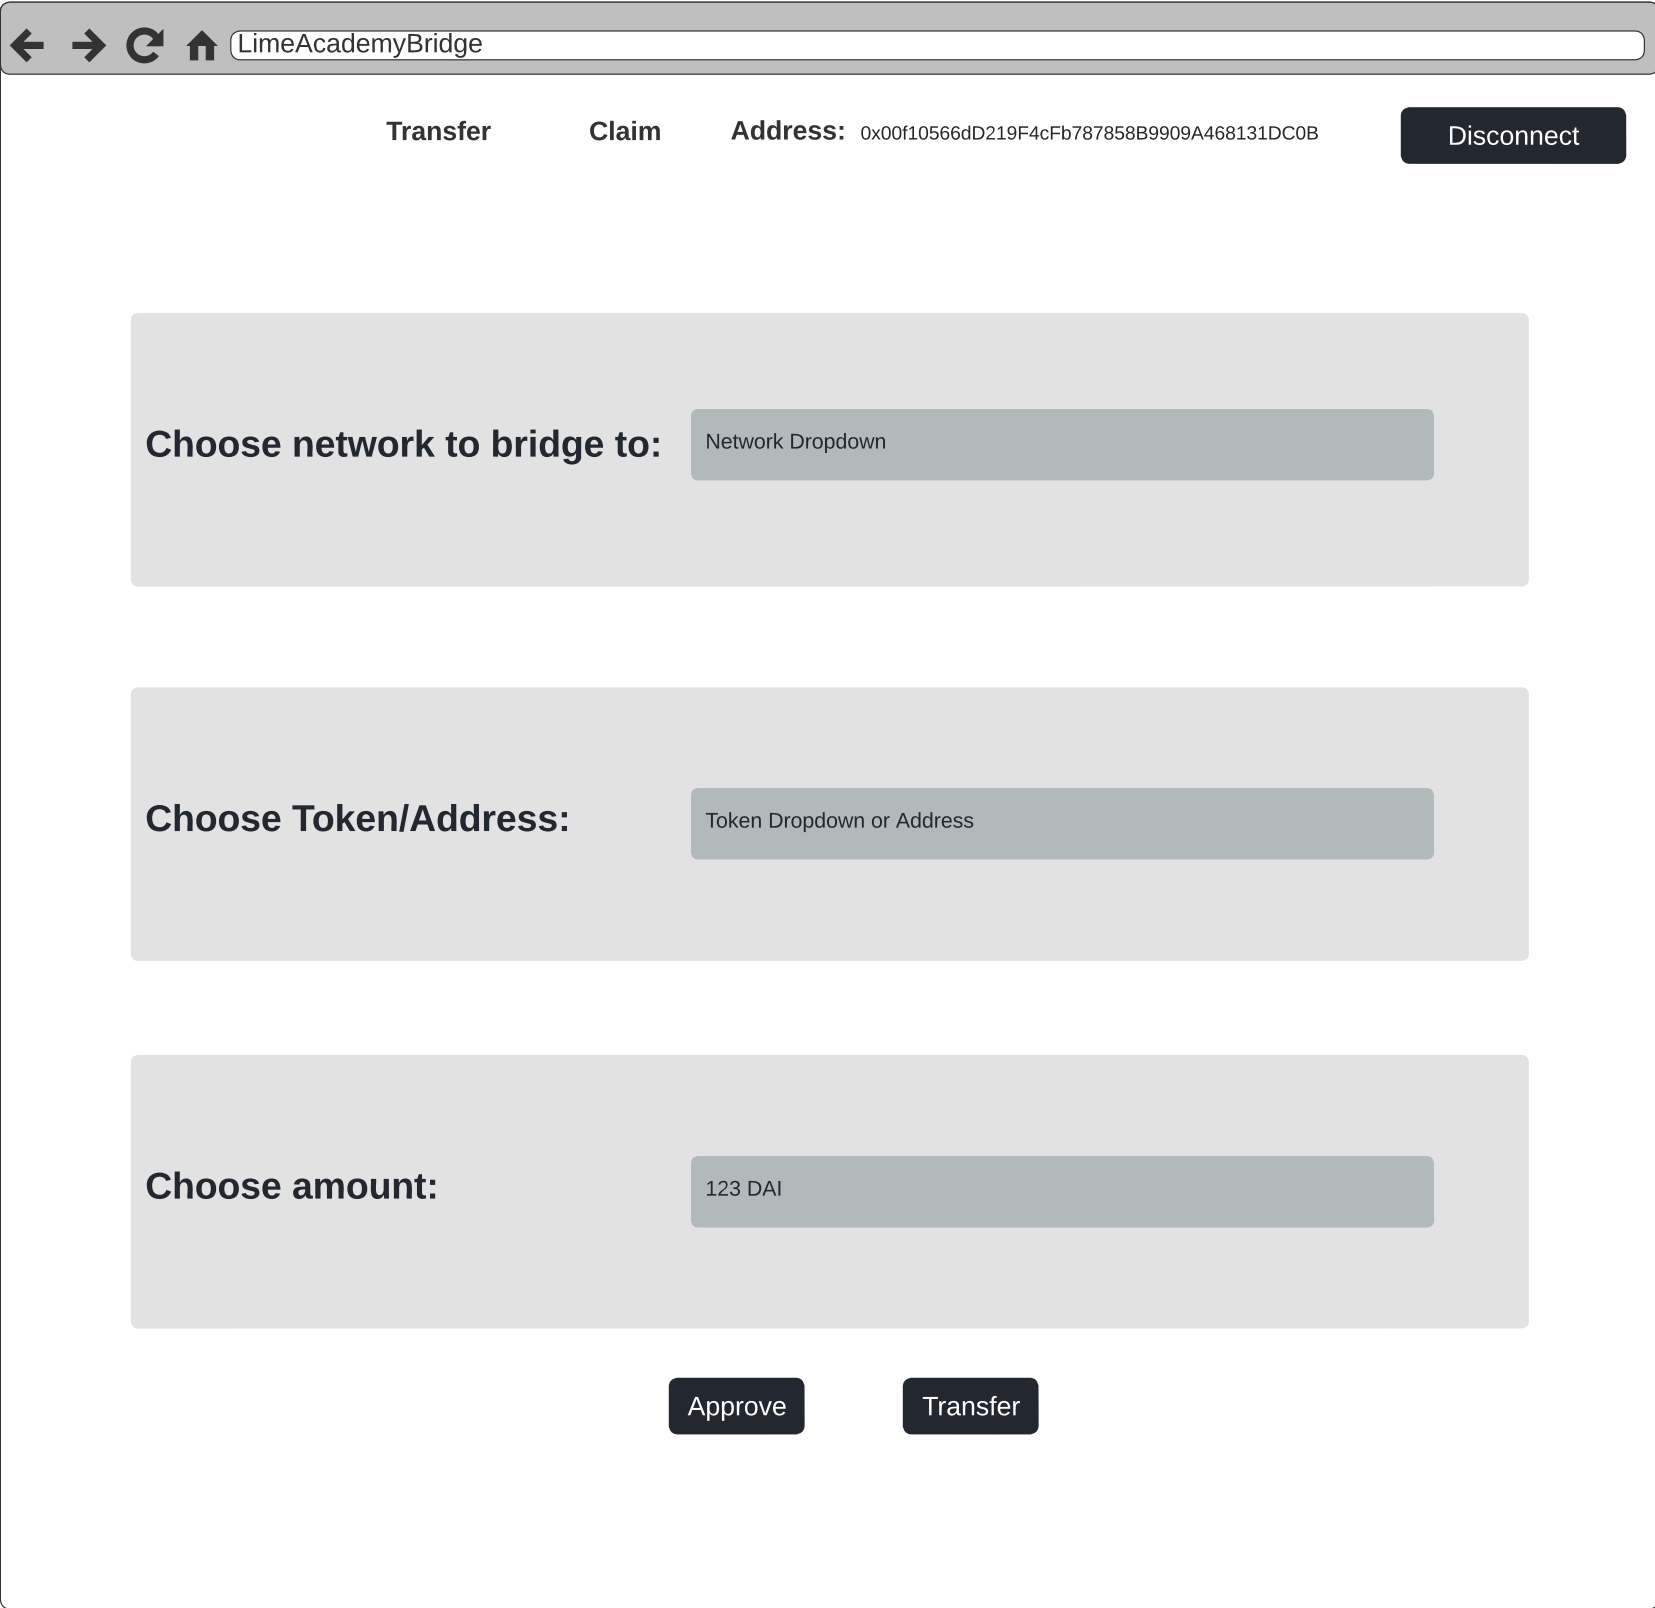 LimeAcademyBridge
Transfer Claim Address: 0x00f10566dD219F4cFb787858B9909A468131DC0B Disconnect
Choose network to bridge to: Network Dropdown
Choose Token/Address: Token Dropdown or Address
Choose amount: 123 DAI
Approve Transfer